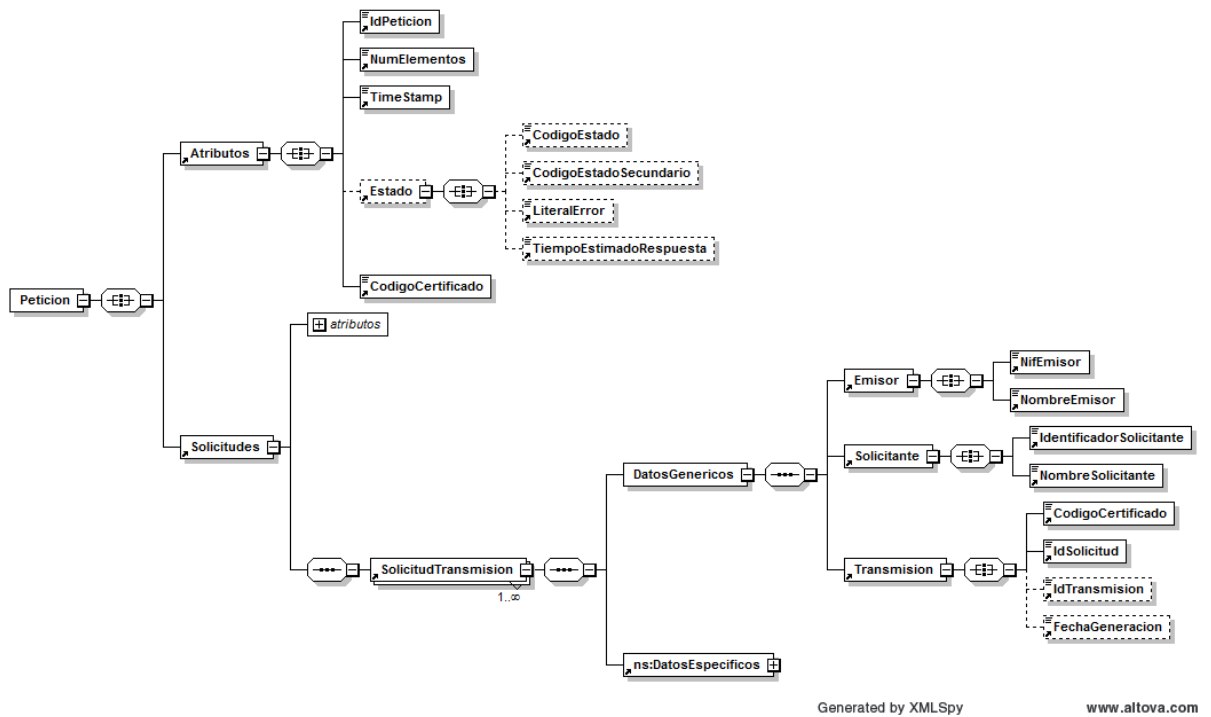 IdPeticion
NumElementos
TimeStamp
Atributos
CodigoEstado
CodigoEstadoSecundario
Estado
LiteralError
TiempoEstimadoRespuesta
CodigoCertificado
Peticion
atributos
Solicitudes
NifEmisor
Emisor
NombreEmisor
IdentificadorSolicitante
Solicitante
NombreSolicitante
DatosGenericos
CodigoCertificado
IdSolicitud
Transmision
IdTransmision
FechaGeneracion
SolicitudTransmision
1..∞
ns:DatosEspecificos
Generated by XMLSpy
www.altova.com